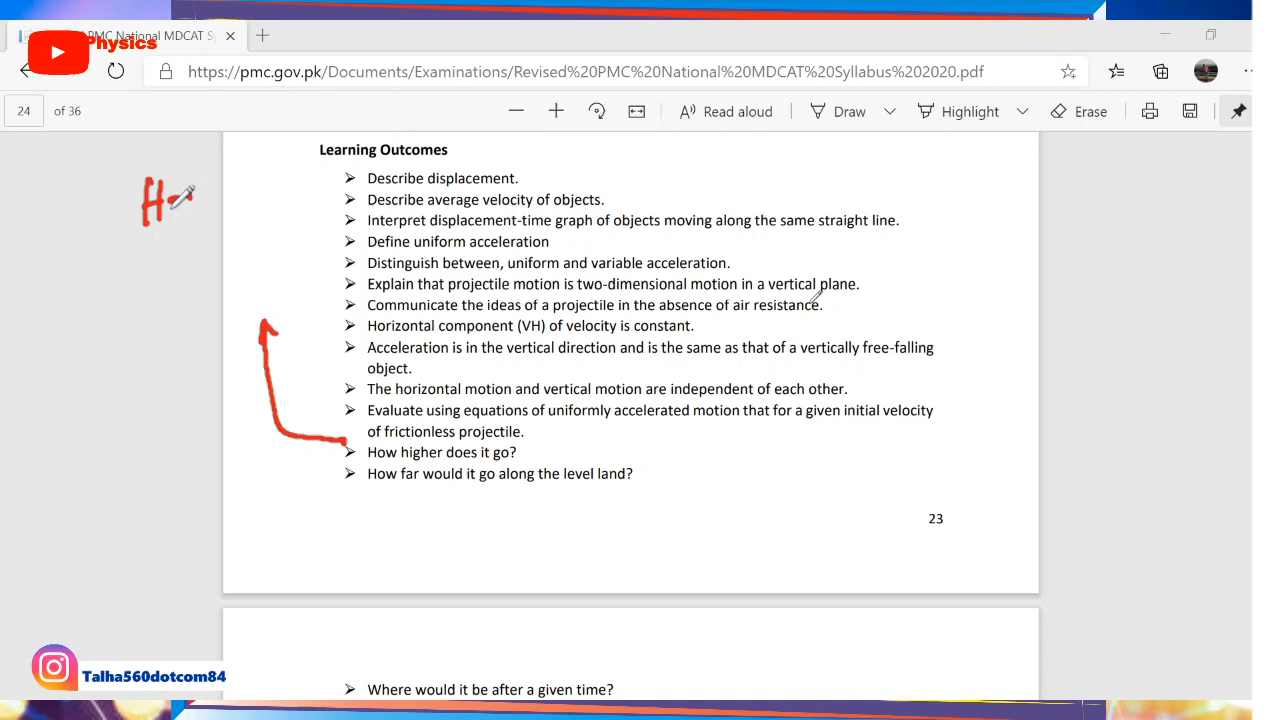 Physics
PMC National MDCAT Sy
https://pmc.gov.pk/Documents/Examinations/Revised%20PMC%20National%20MDCAT%20Syllabus%202020.pdf
24 of 36 Read aloud Draw Highlight Erase
Learning Outcomes
➢ Describe displacement.
➢ Describe average velocity of objects.
➢ Interpret displacement-time graph of objects moving along the same straight line.
➢ Define uniform acceleration
➢ Distinguish between, uniform and variable acceleration.
➢ Explain that projectile motion is two-dimensional motion in a vertical plane.
➢ Communicate the ideas of a projectile in the absence of air resistance.
➢ Horizontal component (VH) of velocity is constant.
➢ Acceleration is in the vertical direction and is the same as that of a vertically free-falling
object.
➢ The horizontal motion and vertical motion are independent of each other.
➢ Evaluate using equations of uniformly accelerated motion that for a given initial velocity
of frictionless projectile.
➢ How higher does it go?
➢ How far would it go along the level land?
23
➢ Where would it be after a given time?
H
Talha560dotcom84